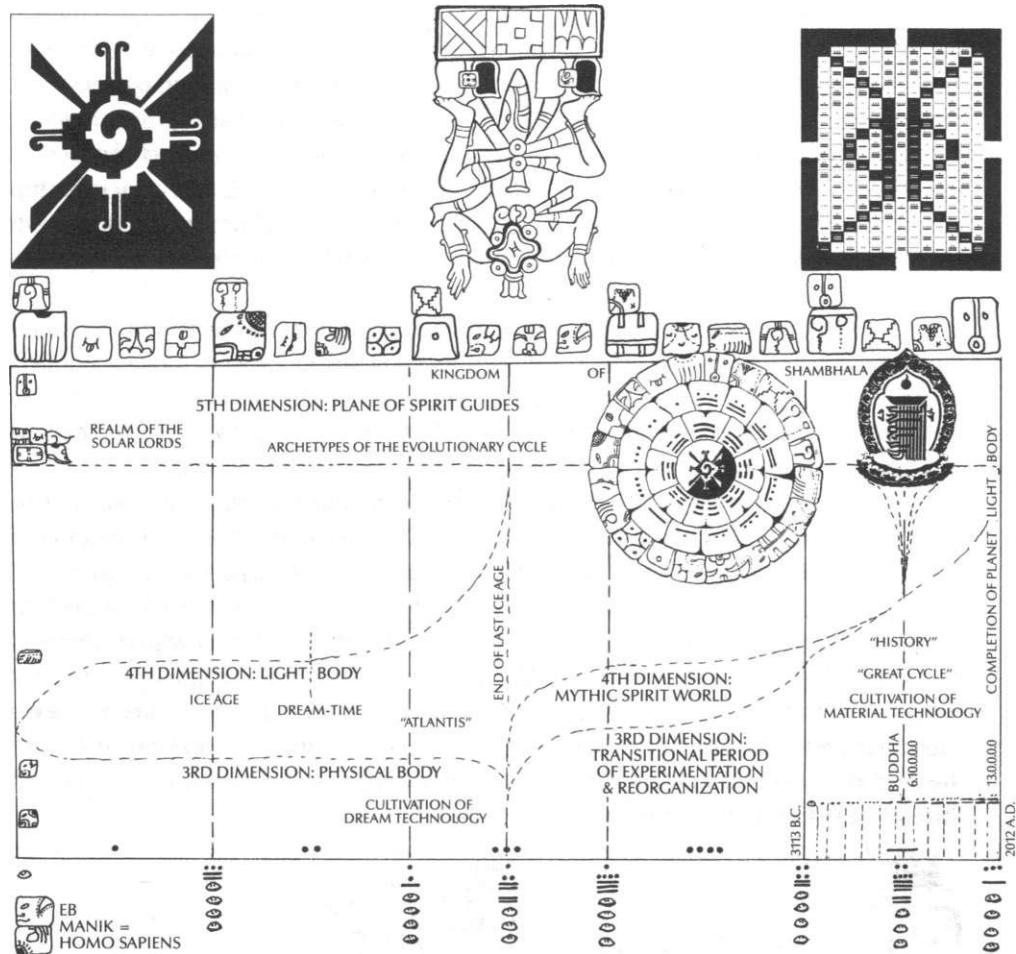 KINGDOM OF SHAMBHALA
5TH DIMENSION: PLANE OF SPIRIT GUIDES
REALM OF THE
SOLAR LORDS
ARCHETYPES OF THE EVOLUTIONARY CYCLE
COMPLETION OF PLANET LIGHT BODY
END OF LAST ICE AGE
4TH DIMENSION: LIGHT BODY
ICE AGE
DREAM-TIME
"ATLANTIS"
3RD DIMENSION: PHYSICAL BODY
CULTIVATION OF
DREAM TECHNOLOGY
4TH DIMENSION:
MYTHIC SPIRIT WORLD
3RD DIMENSION:
TRANSITIONAL PERIOD
OF EXPERIMENTATION
& REORGANIZATION
"HISTORY"
"GREAT CYCLE"
CULTIVATION OF
MATERIAL TECHNOLOGY
BUDDHA
6.10.0.0.0
13.0.0.0.0
3113 B.C.
2012 A.D.
EB
MANIK =
HOMO SAPIENS